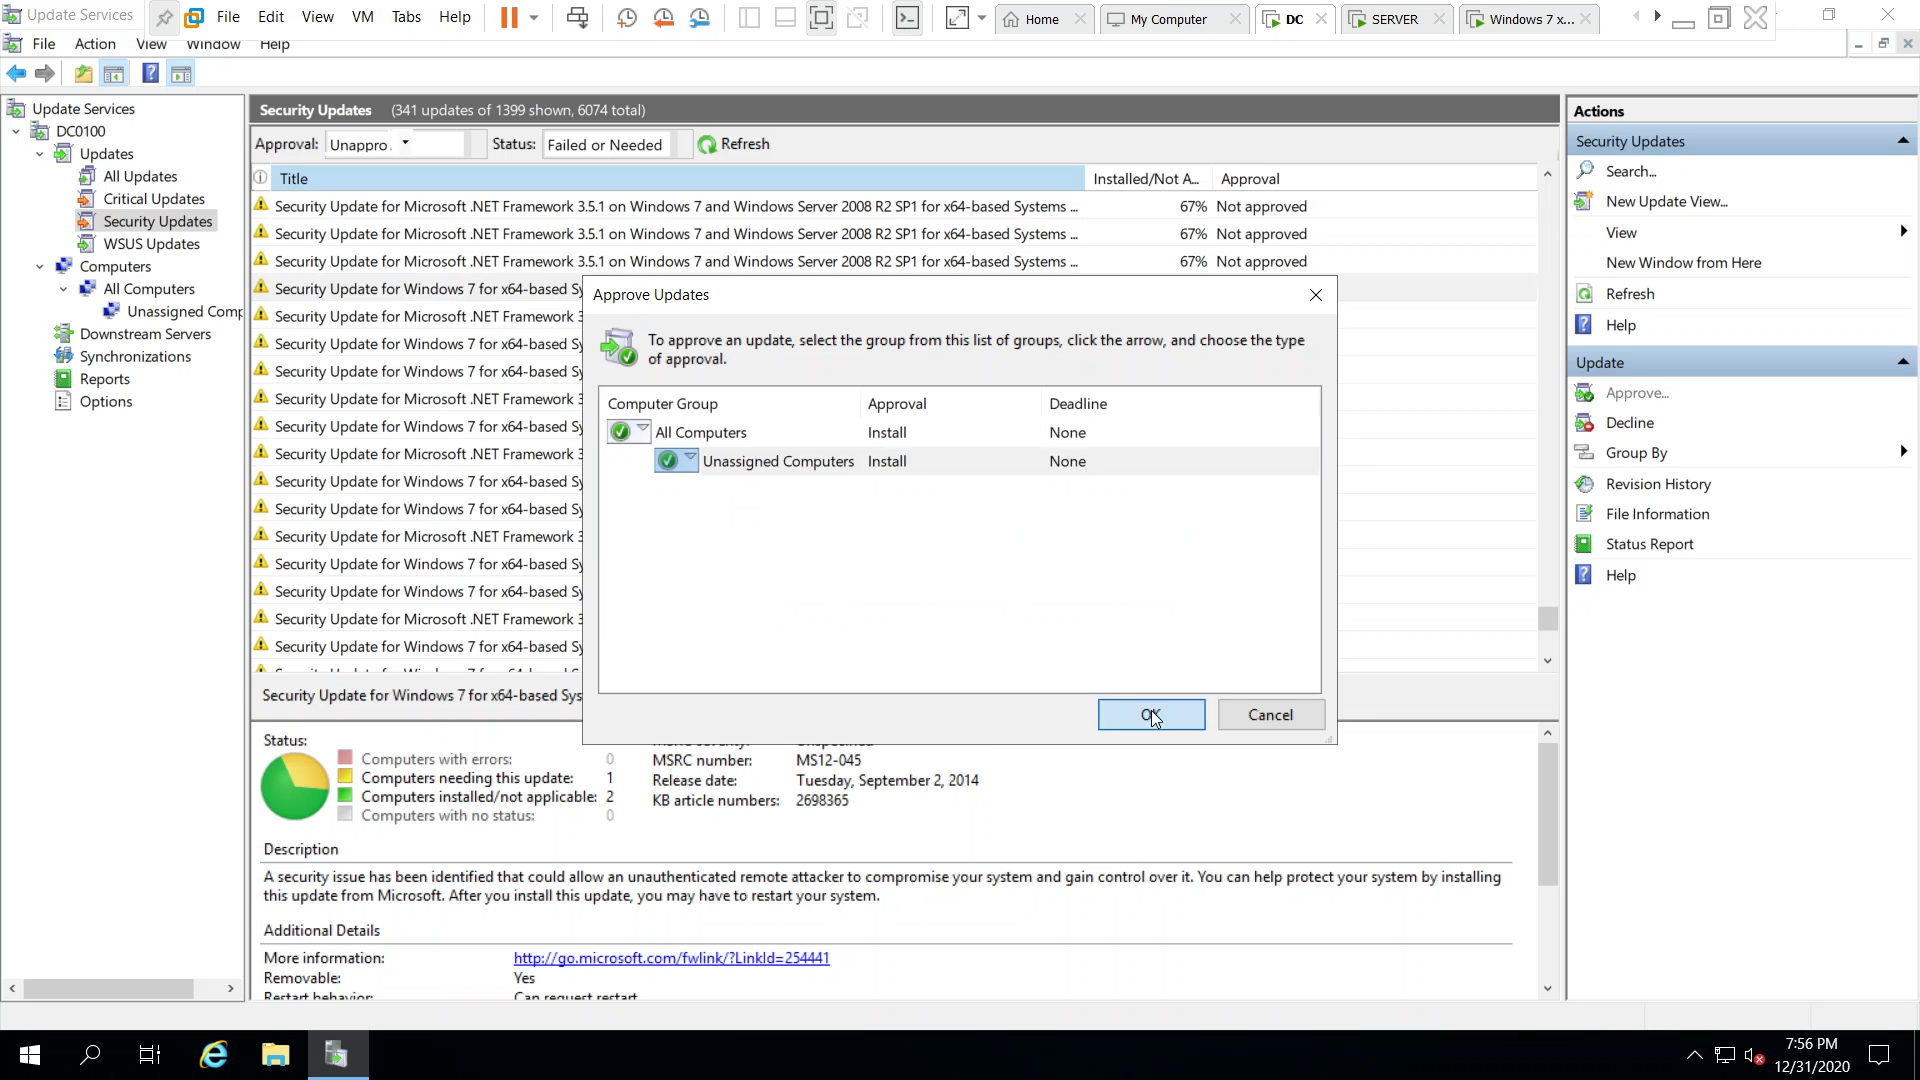 Update Services
File Edit View VM Tabs Help
Home
My Computer
DC
SERVER
Windows 7 x...
File Action View Window Help
Update Services
DC0100
Updates
All Updates
Critical Updates
Security Updates
WSUS Updates
Computers
All Computers
Unassigned Comp
Downstream Servers
Synchronizations
Reports
Options
Security Updates (341 updates of 1399 shown, 6074 total)
Approval: Unappro. Status: Failed or Needed Refresh
Title Installed/Not A... Approval
Security Update for Microsoft .NET Framework 3.5.1 on Windows 7 and Windows Server 2008 R2 SP1 for x64-based Systems ... 67% Not approved
Security Update for Microsoft .NET Framework 3.5.1 on Windows 7 and Windows Server 2008 R2 SP1 for x64-based Systems ... 67% Not approved
Security Update for Microsoft .NET Framework 3.5.1 on Windows 7 and Windows Server 2008 R2 SP1 for x64-based Systems ... 67% Not approved
Security Update for Windows 7 for x64-based Sy
Security Update for Microsoft .NET Framework 3
Security Update for Windows 7 for x64-based Sy
Security Update for Windows 7 for x64-based Sy
Security Update for Microsoft .NET Framework 3
Security Update for Windows 7 for x64-based Sy
Security Update for Microsoft .NET Framework 3
Security Update for Windows 7 for x64-based Sy
Security Update for Windows 7 for x64-based Sy
Security Update for Microsoft .NET Framework 3
Security Update for Windows 7 for x64-based Sy
Security Update for Windows 7 for x64-based Sy
Security Update for Microsoft .NET Framework 3
Security Update for Windows 7 for x64-based Sy
Security Update for Windows 7 for x64-based Sys
Approve Updates
To approve an update, select the group from this list of groups, click the arrow, and choose the type
of approval.
Computer Group Approval Deadline
All Computers Install None
Unassigned Computers Install None
OK
Cancel
Status:
Computers with errors: 0
Computers needing this update: 1
Computers installed/not applicable: 2
Computers with no status: 0
MSRC severity: Unspecified
MSRC number: MS12-045
Release date: Tuesday, September 2, 2014
KB article numbers: 2698365
Description
A security issue has been identified that could allow an unauthenticated remote attacker to compromise your system and gain control over it. You can help protect your system by installing
this update from Microsoft. After you install this update, you may have to restart your system.
Additional Details
More information: http://go.microsoft.com/fwlink/?LinkId=254441
Removable: Yes
Restart behavior: Can request restart
Actions
Security Updates
Search...
New Update View...
View
New Window from Here
Refresh
Help
Update
Approve...
Decline
Group By
Revision History
File Information
Status Report
Help
7:56 PM
12/31/2020